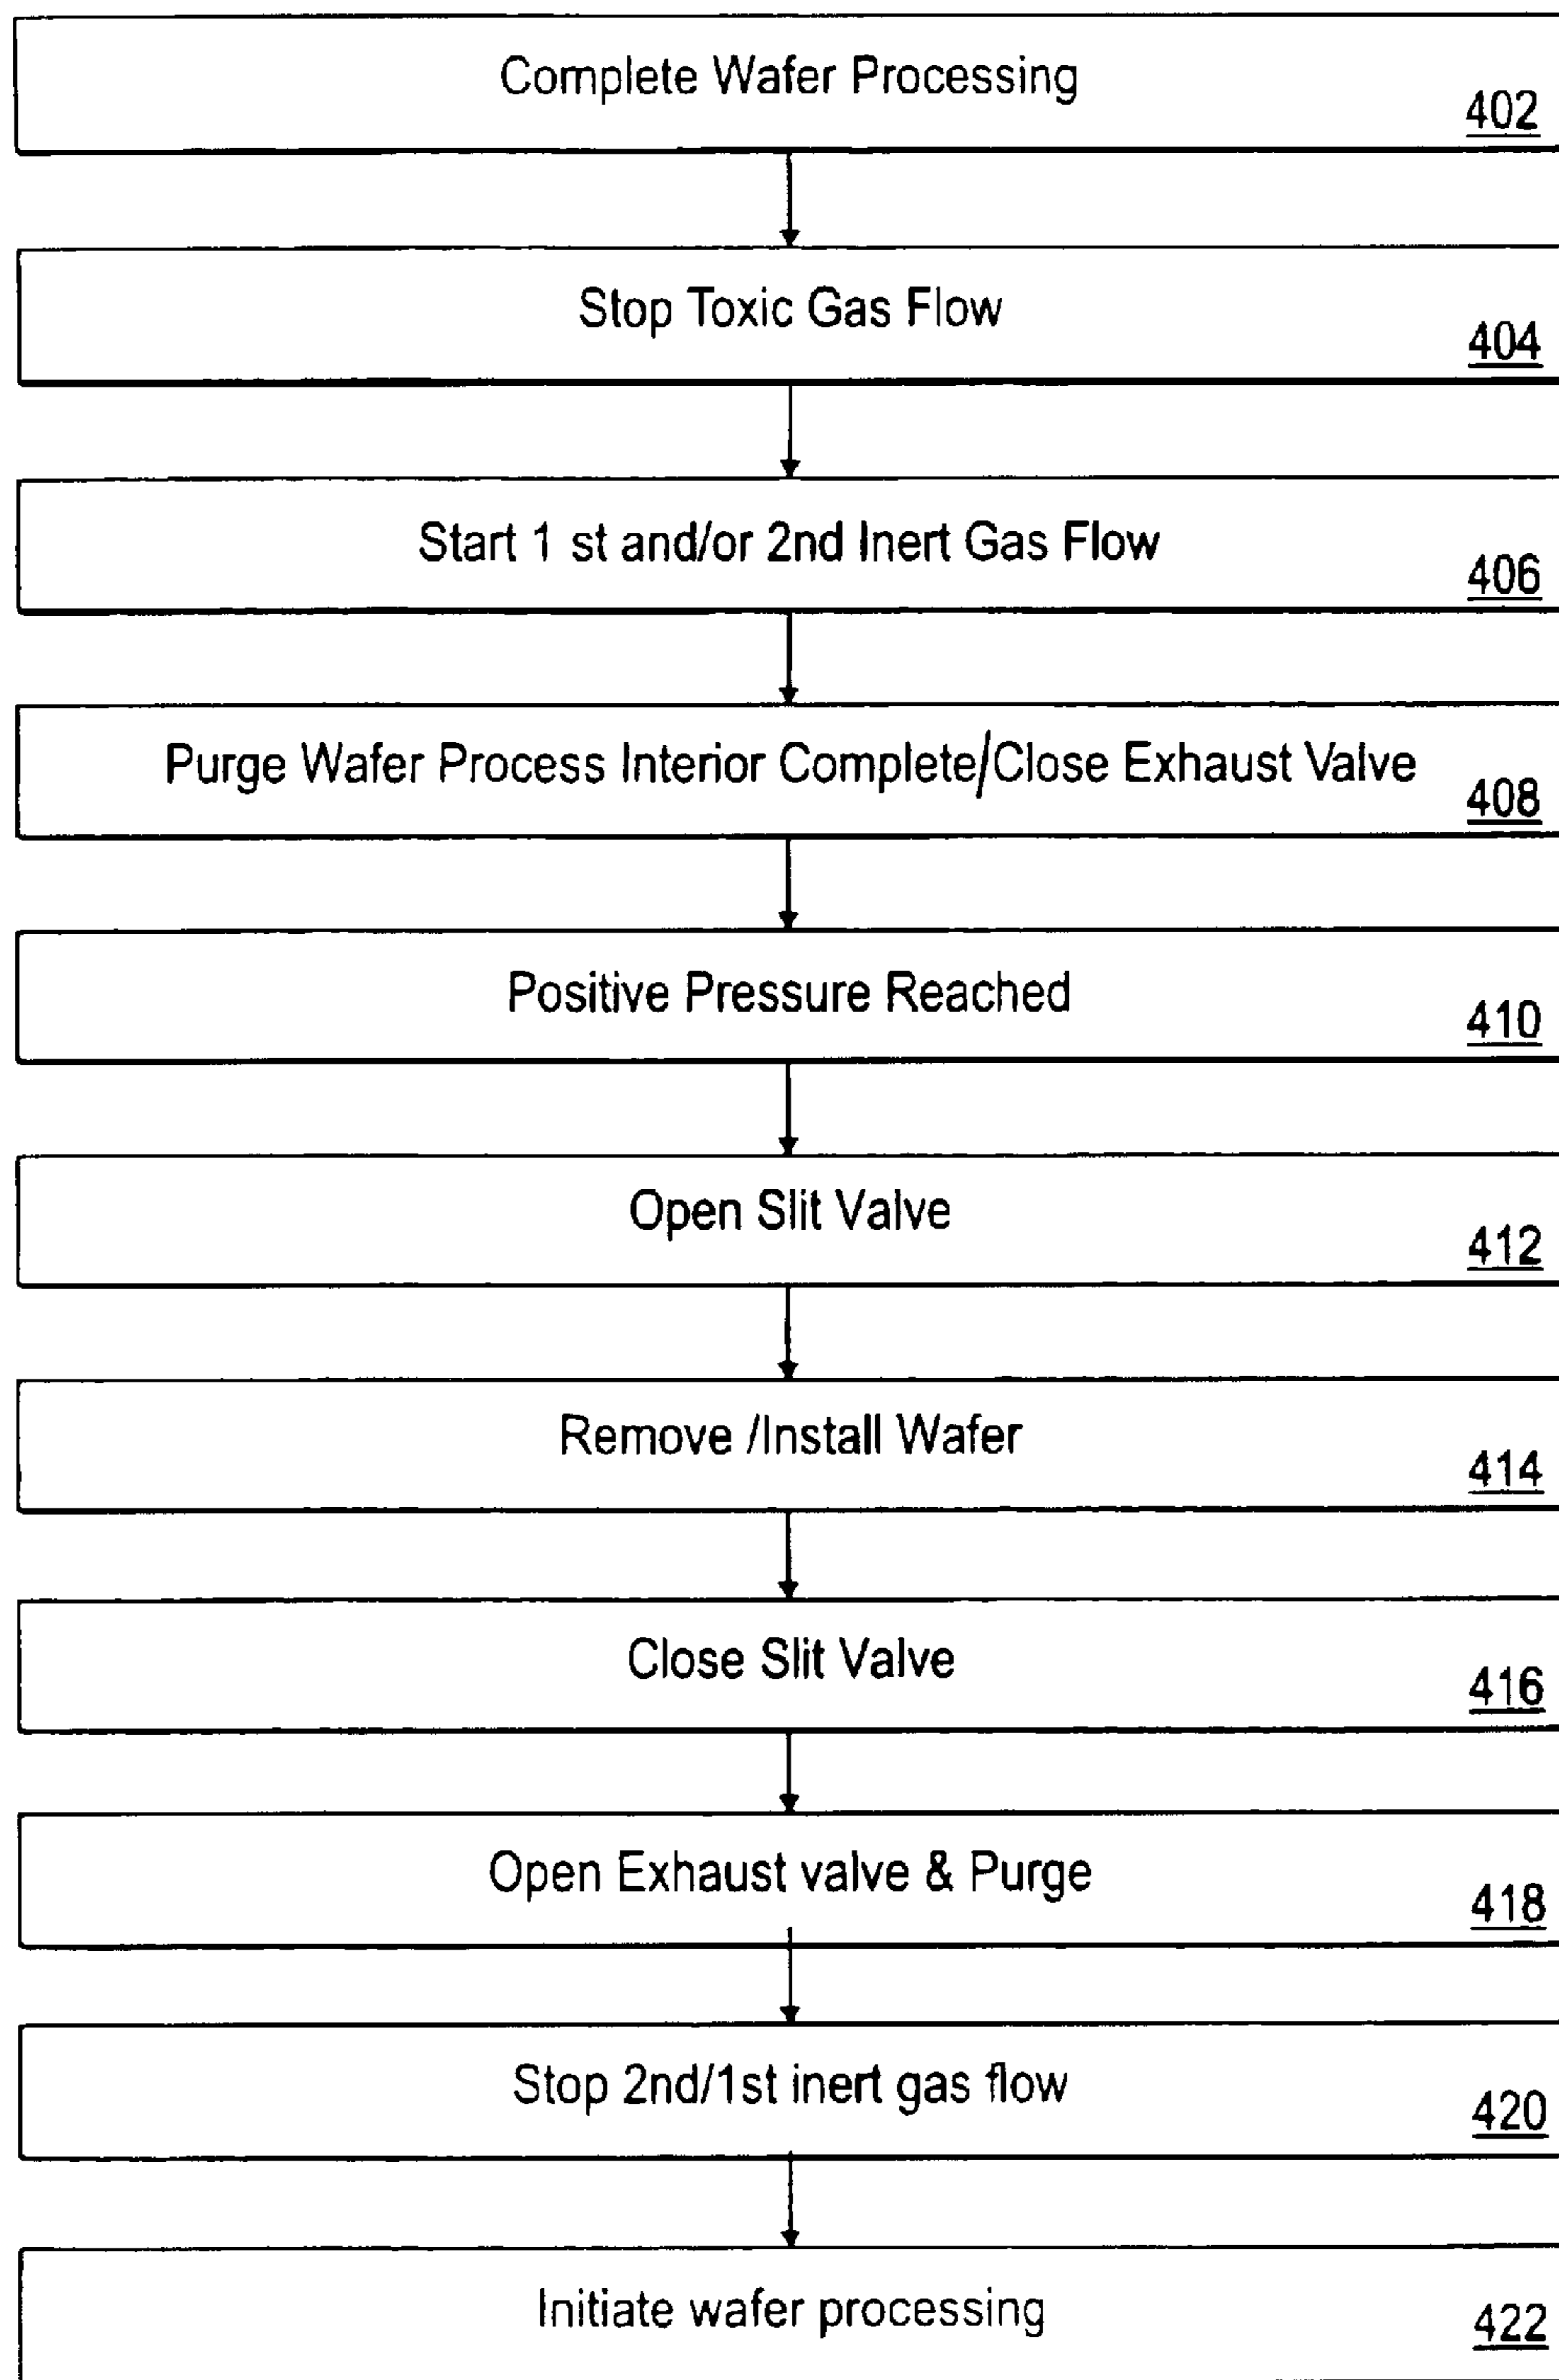 Complete Wafer Processing
402
Stop Toxic Gas Flow
404
Start 1 st and/or 2nd Inert Gas Flow
406
Purge Wafer Process Interior Complete/Close Exhaust Valve
408
Positive Pressure Reached
410
Open Slit Valve
412
Remove /Install Wafer
414
Close Slit Valve
416
Open Exhaust valve & Purge
418
Stop 2nd/1st inert gas flow
420
Initiate wafer processing
422